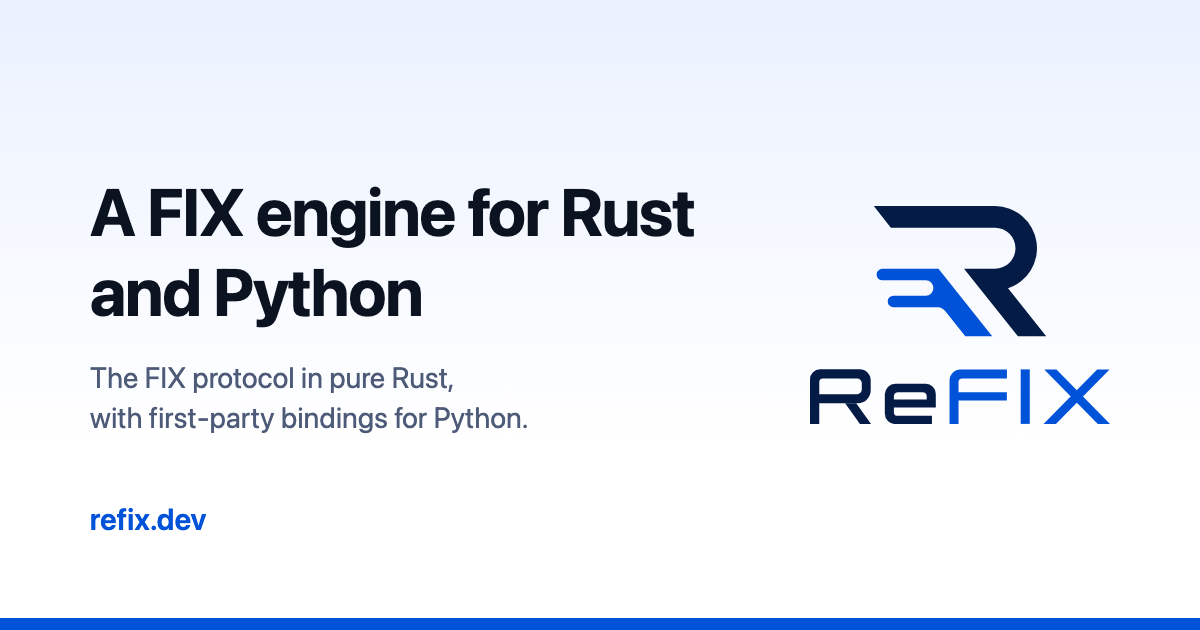 A FIX engine for Rust
and Python
The FIX protocol in pure Rust,
with first-party bindings for Python.
refix.dev
ReFIX